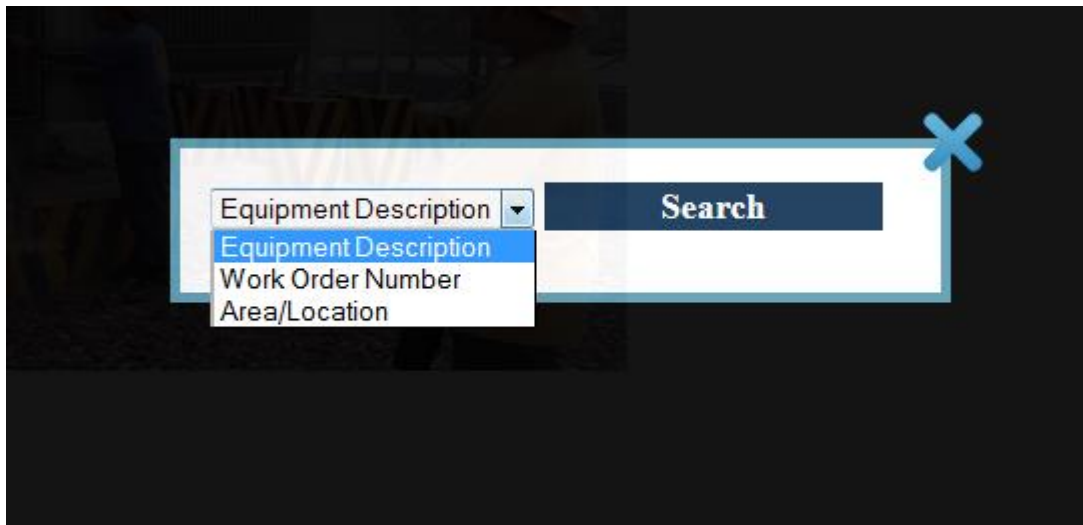 Equipment Description
Search
Equipment Description
Work Order Number
Area/Location